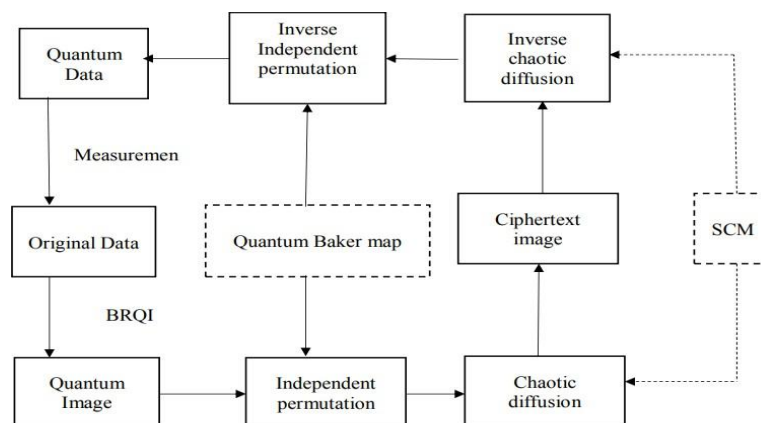 Quantum
Data
Inverse
Independent
permutation
Inverse
chaotic
diffusion
Measuremen
Original Data
Quantum Baker map
Ciphertext
image
SCM
BRQI
Quantum
Image
Independent
permutation
Chaotic
diffusion